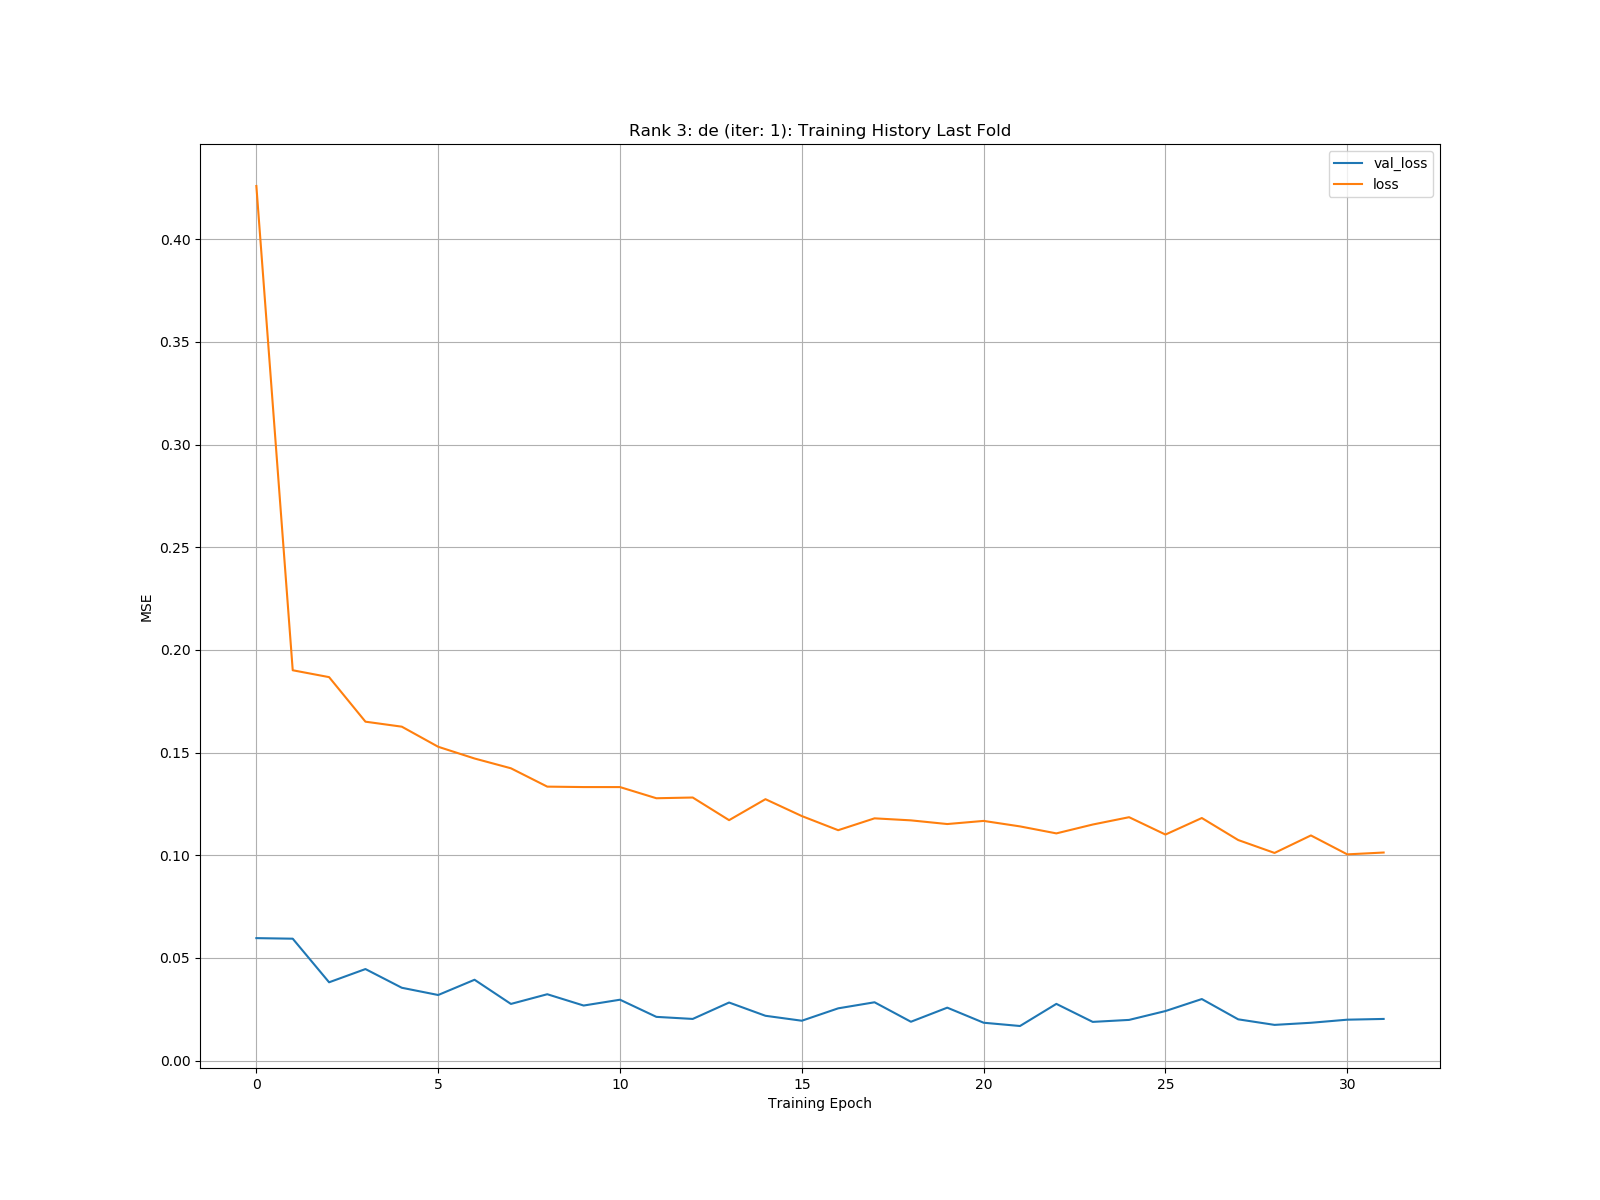 Rank 3: de (iter: 1): Training History Last Fold
val_loss
loss
0.40
0.35
0.30
0.25
0.20
0.15
0.10
0.05
0.00
MSE
0 5 10 15 20 25 30
Training Epoch